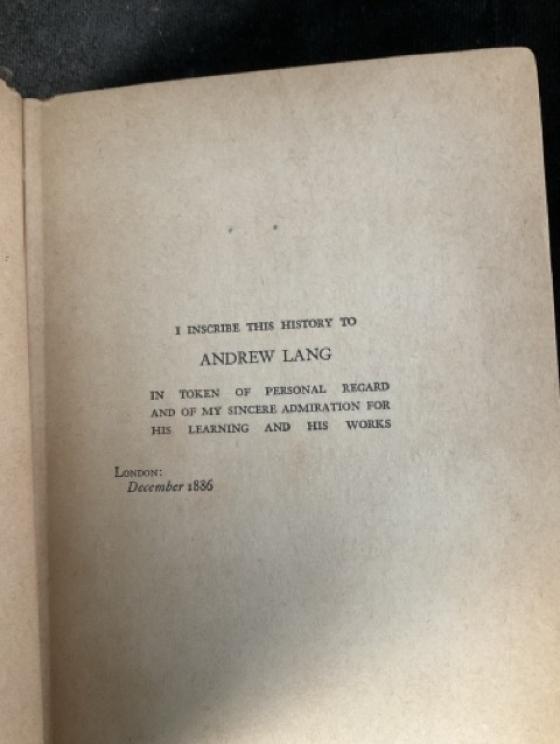 I INSCRIBE THIS HISTORY TO
ANDREW LANG
IN TOKEN OF PERSONAL REGARD
AND OF MY SINCERE ADMIRATION FOR
HIS LEARNING AND HIS WORKS
LONDON:
December 1886